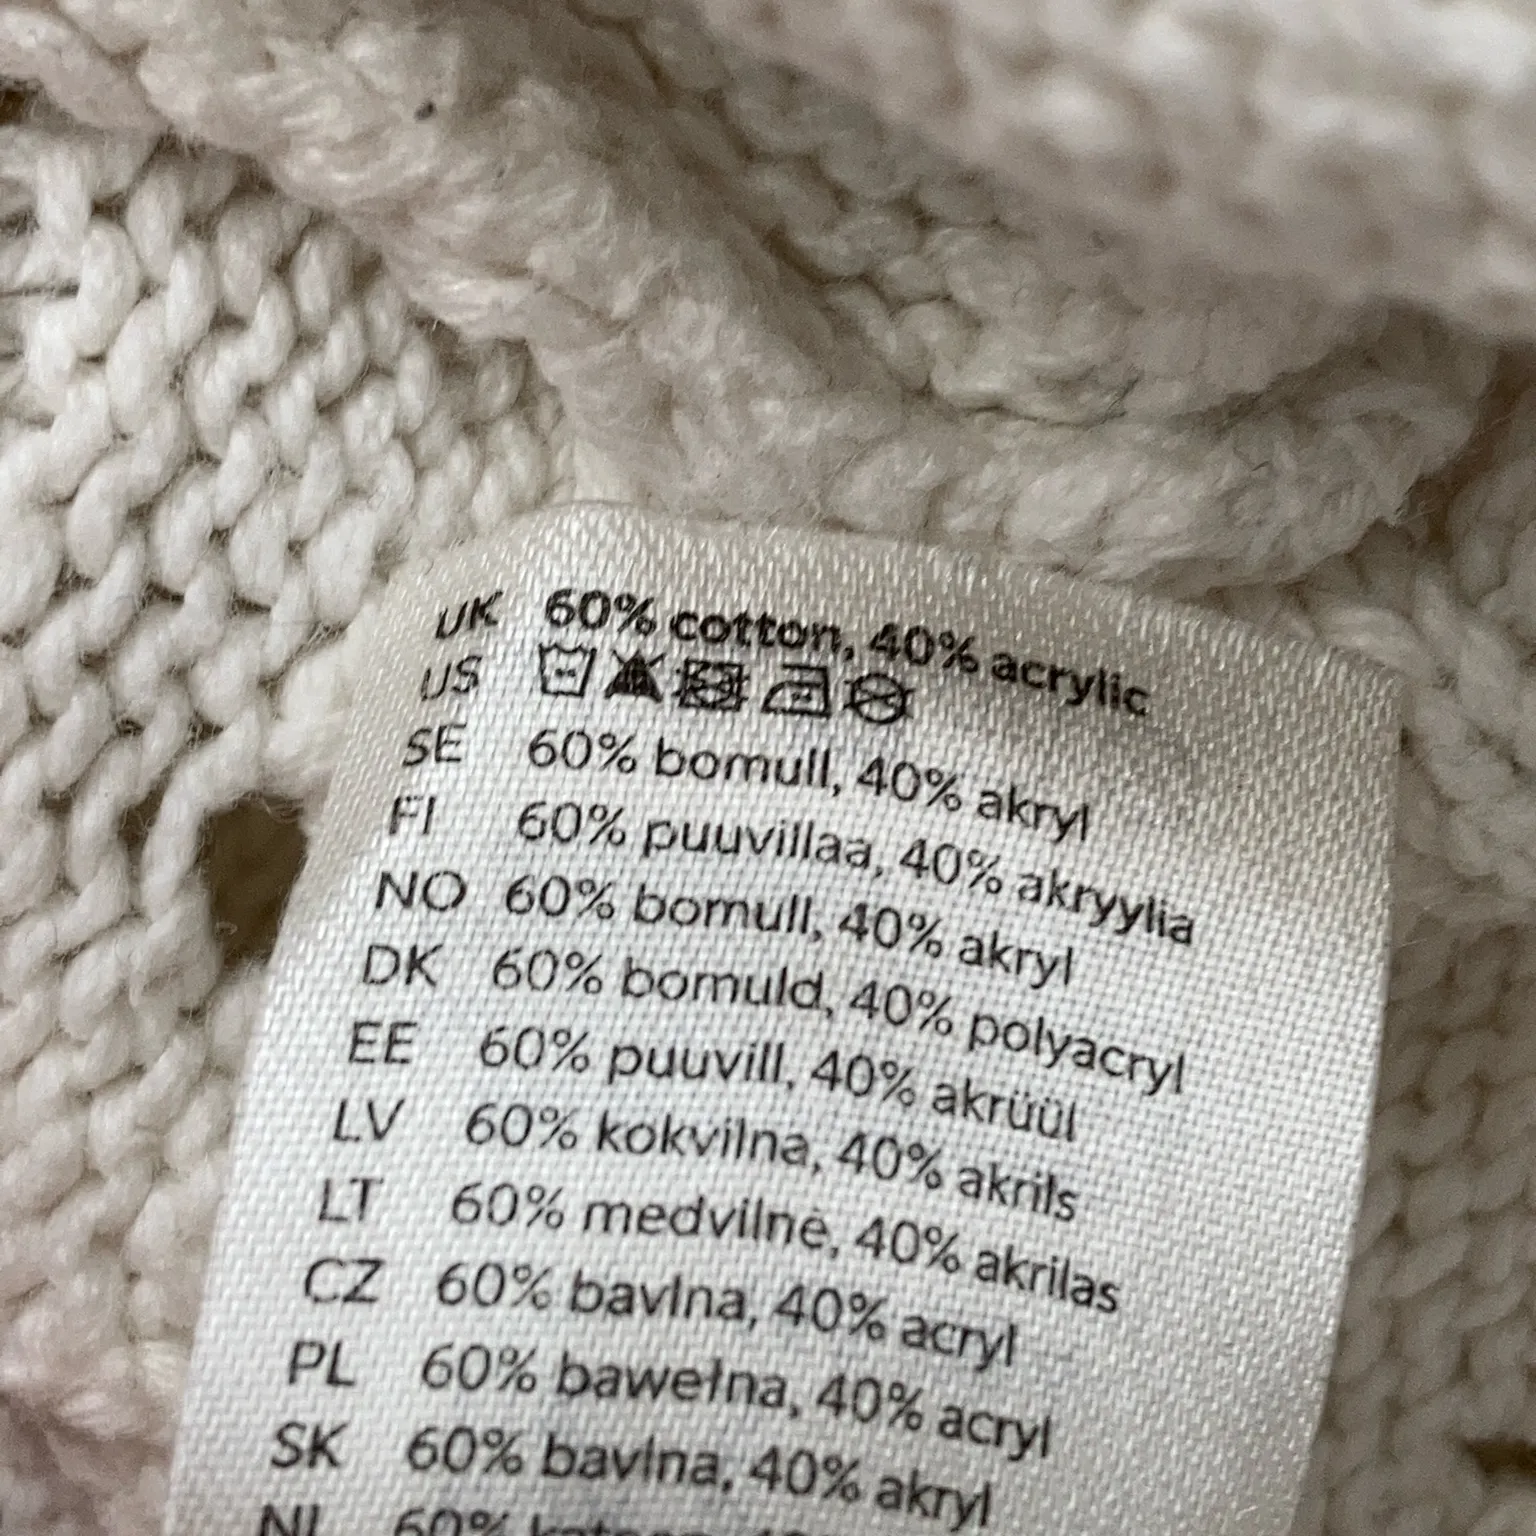 UK 60% cotton, 40% acrylic
US
SE 60% bomull, 40% akryl
FI 60% puuvillaa, 40% akryylia
NO 60% bomull, 40% akryl
DK 60% bomuld, 40% polyacryl
EE 60% puuvill, 40% akrüül
LV 60% kokvilna, 40% akrils
LT 60% medvilnė, 40% akrilas
CZ 60% bavlna, 40% acryl
PL 60% bawełna, 40% acryl
SK 60% bavlna, 40% akryl
NL 60%